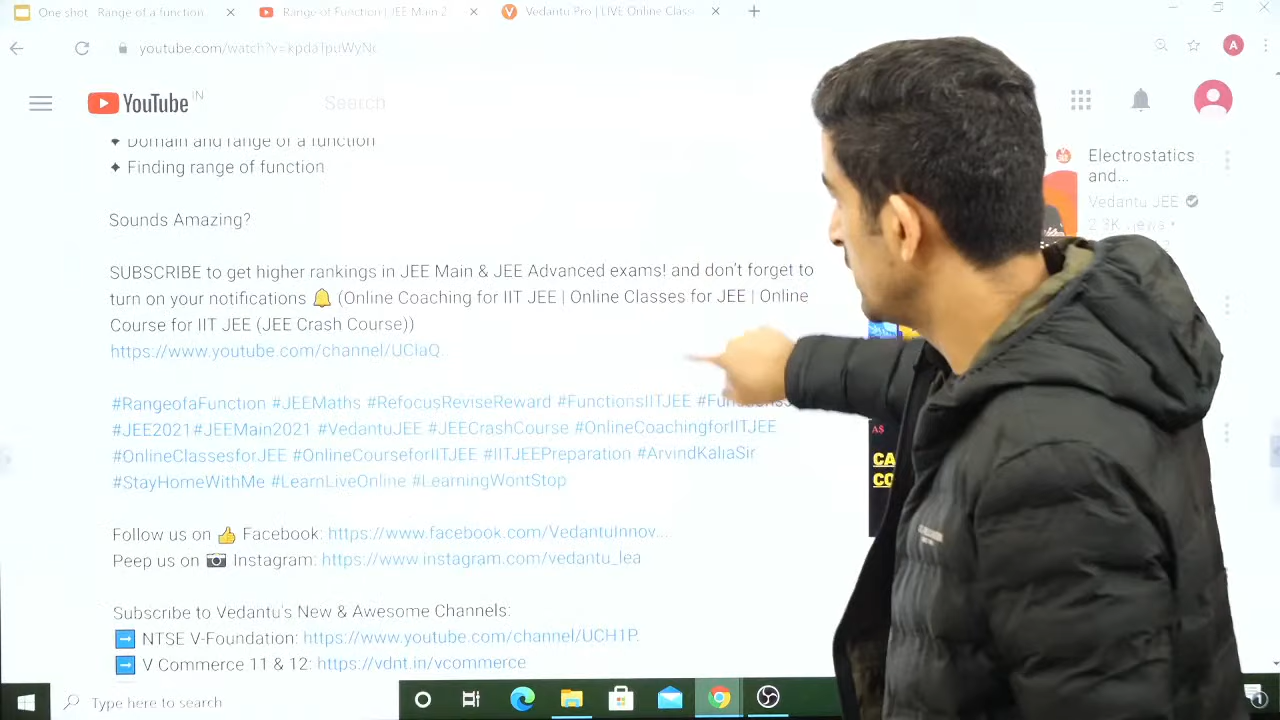 One shot - Range of a function
Range of Function | JEE Main 2
Vedantu Pro | LIVE Online Class
youtube.com/watch?v=
A
YouTube IN
Search
✦ Domain and range of a function
✦ Finding range of function
Sounds Amazing?
SUBSCRIBE to get higher rankings in JEE Main & JEE Advanced exams! and don't forget to
turn on your notifications 🔔 (Online Coaching for IIT JEE | Online Classes for JEE | Online
Course for IIT JEE (JEE Crash Course))
https://www.youtube.com/channel/UCiaQ..
#RangeofaFunction #JEEMaths #RefocusReviseReward #FunctionsIITJEE
#JEE2021 #JEEMain2021 #VedantuJEE #JEECrashCourse #OnlineCoachingforIITJEE
#OnlineClassesforJEE #OnlineCourseforIITJEE #IITJEEPreparation #ArvindKaliaSir
#StayHomeWithMe #LearnLiveOnline #LearningWontStop
Follow us on 👍 Facebook: https://www.facebook.com/VedantuInnov...
Peep us on 📷 Instagram: https://www.instagram.com/vedantu_lea
Subscribe to Vedantu's New & Awesome Channels:
➡ NTSE V-Foundation: https://www.youtube.com/channel/UCH1P.
➡ V Commerce 11 & 12: https://vdnt.in/vcommerce
Electrostatics
and...
Vedantu JEE
2.3K views •
CA
CO
Type here to search
1